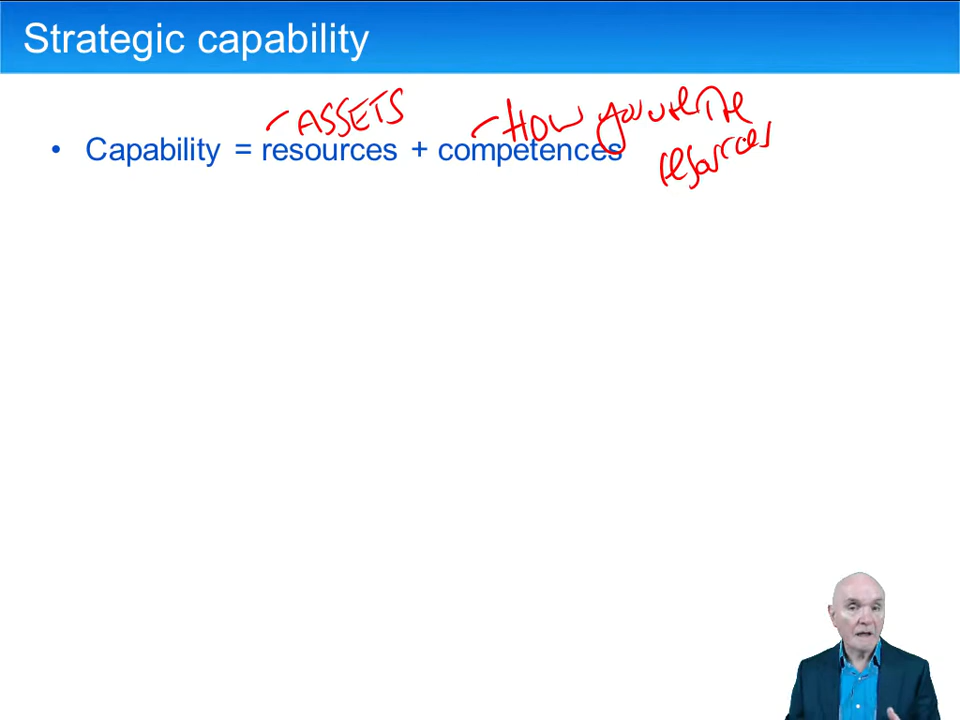 Strategic capability
ASSETS
HOW you use the
resources
• Capability = resources + competences